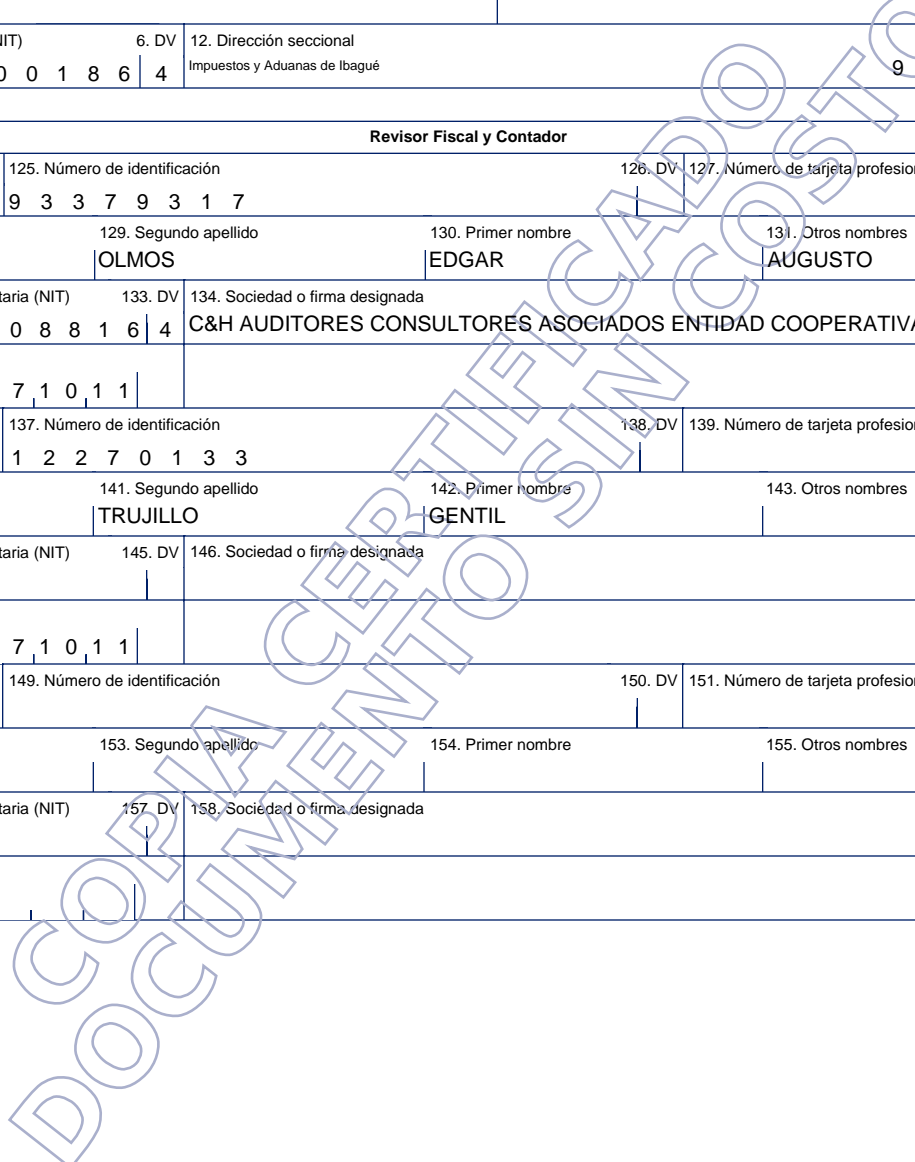 NIT) 6. DV 12. Dirección seccional
0 0 1 8 6 4 Impuestos y Aduanas de Ibagué 9
Revisor Fiscal y Contador
125. Número de identificación 126. DV 127. Número de tarjeta profesion
9 3 3 7 9 3 1 7
129. Segundo apellido 130. Primer nombre 131. Otros nombres
OLMOS EDGAR AUGUSTO
taria (NIT) 133. DV 134. Sociedad o firma designada
0 8 8 1 6 4 C&H AUDITORES CONSULTORES ASOCIADOS ENTIDAD COOPERATIVA
7 1 0 1 1
137. Número de identificación 138. DV 139. Número de tarjeta profesion
1 2 2 7 0 1 3 3
141. Segundo apellido 142. Primer nombre 143. Otros nombres
TRUJILLO GENTIL
taria (NIT) 145. DV 146. Sociedad o firma designada
7 1 0 1 1
149. Número de identificación 150. DV 151. Número de tarjeta profesion
153. Segundo apellido 154. Primer nombre 155. Otros nombres
taria (NIT) 157. DV 158. Sociedad o firma designada
COPIA CERTIFICADO
DOCUMENTO SIN COSTO